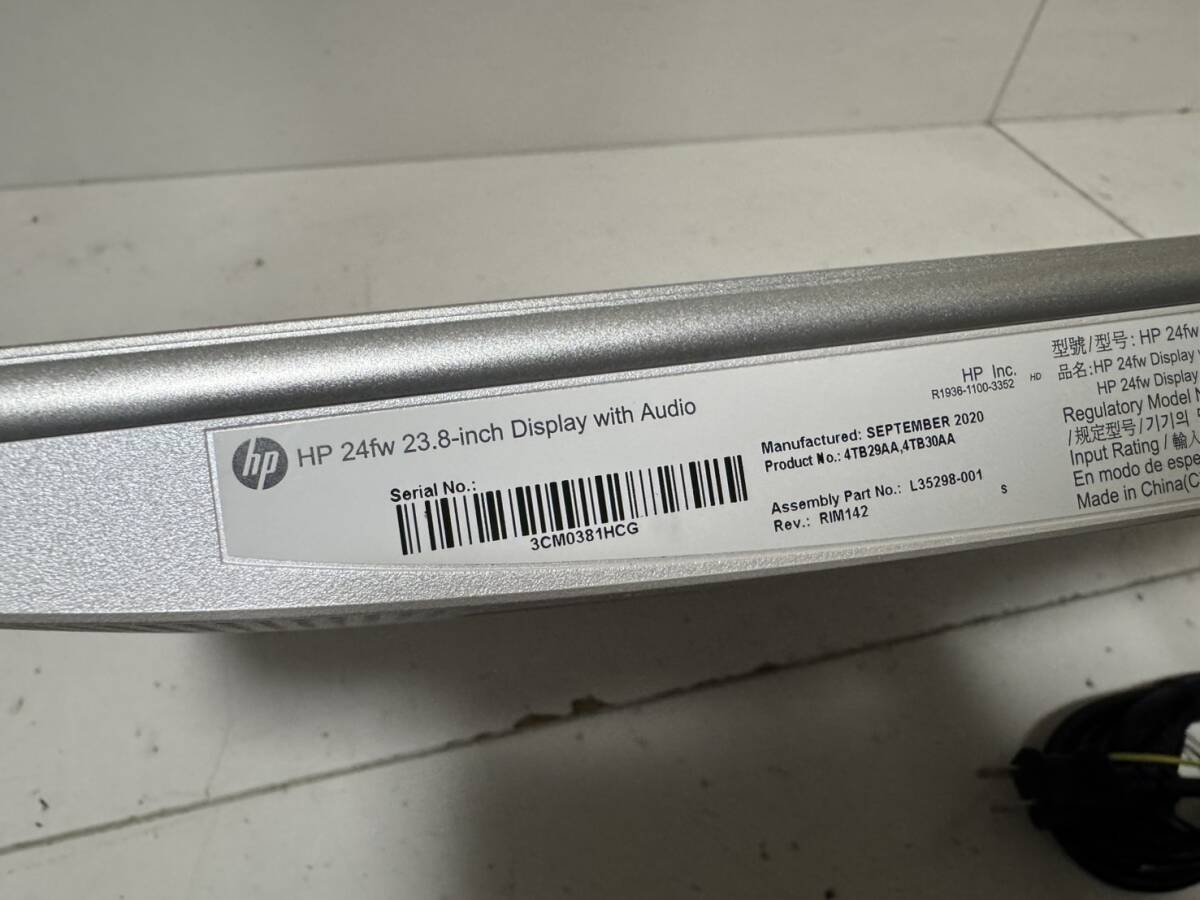 hp HP 24fw 23.8-inch Display with Audio
Serial No.:
3CM0381HCG
HP Inc.
R1936-1100-3352 HD
Manufactured: SEPTEMBER 2020
Product No.: 4TB29AA,4TB30AA
Assembly Part No.: L35298-001
S
Rev.: RIM142
型號/型号: HP 24fw
品名:HP 24fw Display
HP 24fw Display
Regulatory Model
/规定型号/기기의
Input Rating / 輸入
En modo de espe
Made in China(C